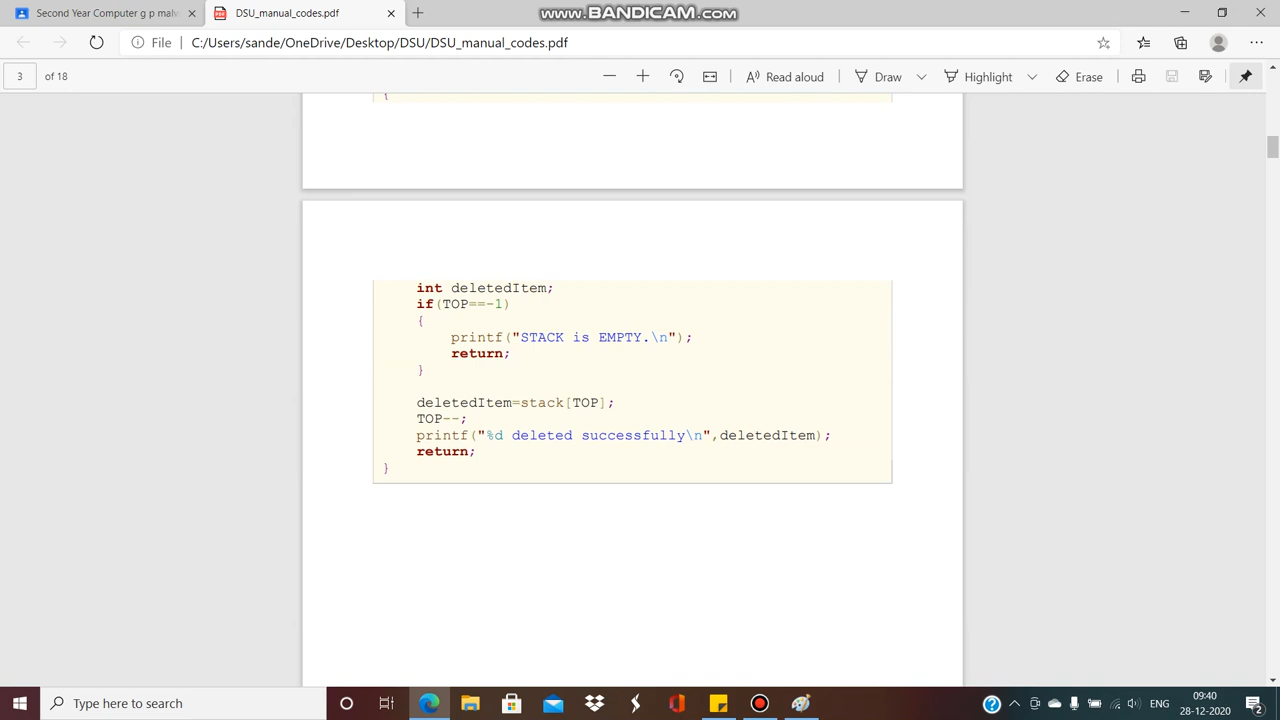 Second Year Computer g p malv
DSU_manual_codes.pdf
www.BANDICAM.com
File C:/Users/sande/OneDrive/Desktop/DSU/DSU_manual_codes.pdf
3 of 18 Read aloud Draw Highlight Erase
{
int deletedItem;
if(TOP==-1)
{
printf("STACK is EMPTY.\n");
return;
}
deletedItem=stack[TOP];
TOP--;
printf("%d deleted successfully\n",deletedItem);
return;
}
Type here to search
ENG
09:40
28-12-2020
2